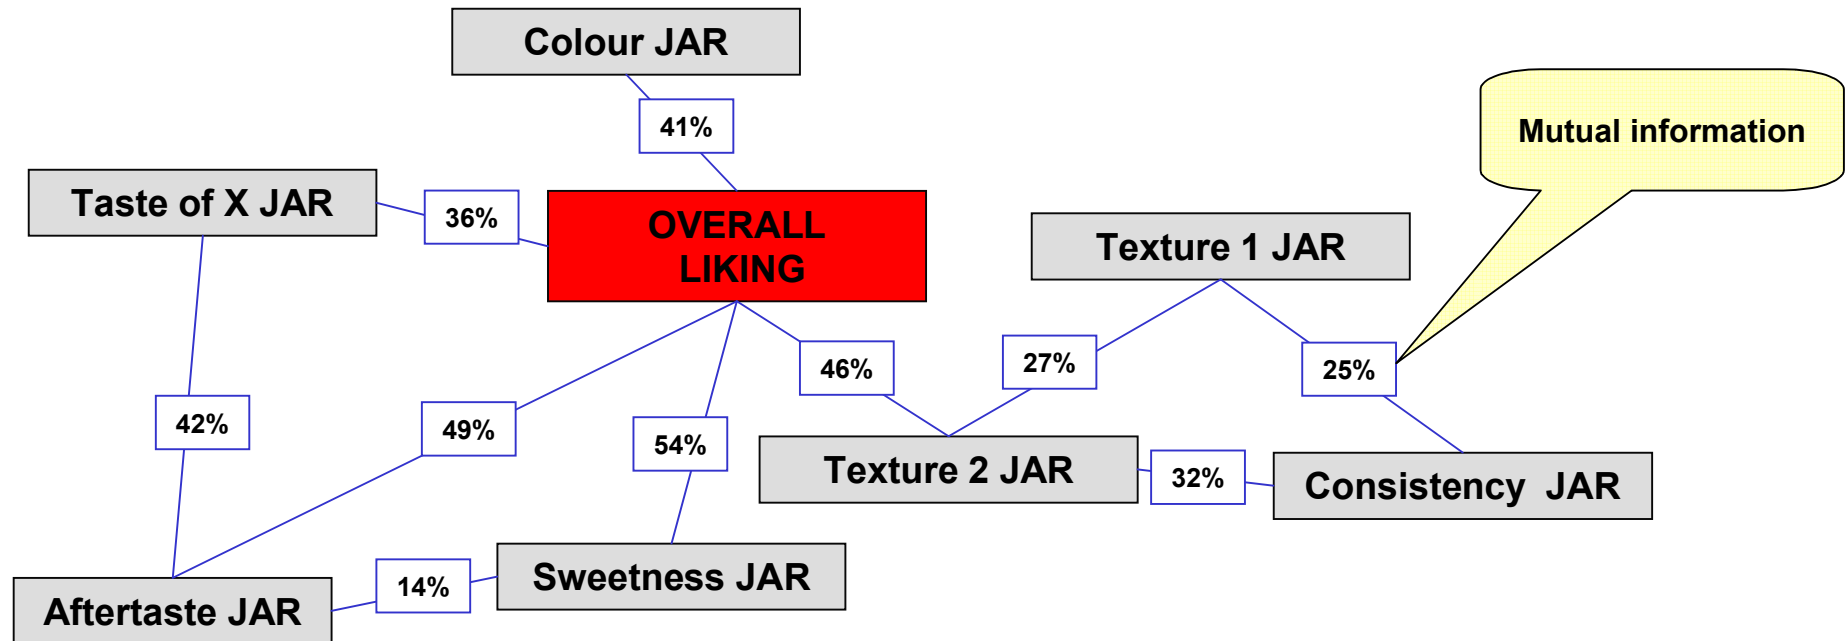 Colour JAR
41%
Mutual information
Taste of X JAR
36%
OVERALL
LIKING
Texture 1 JAR
46%
27%
25%
42%
49%
54%
Texture 2 JAR
32%
Consistency JAR
Sweetness JAR
14%
Aftertaste JAR